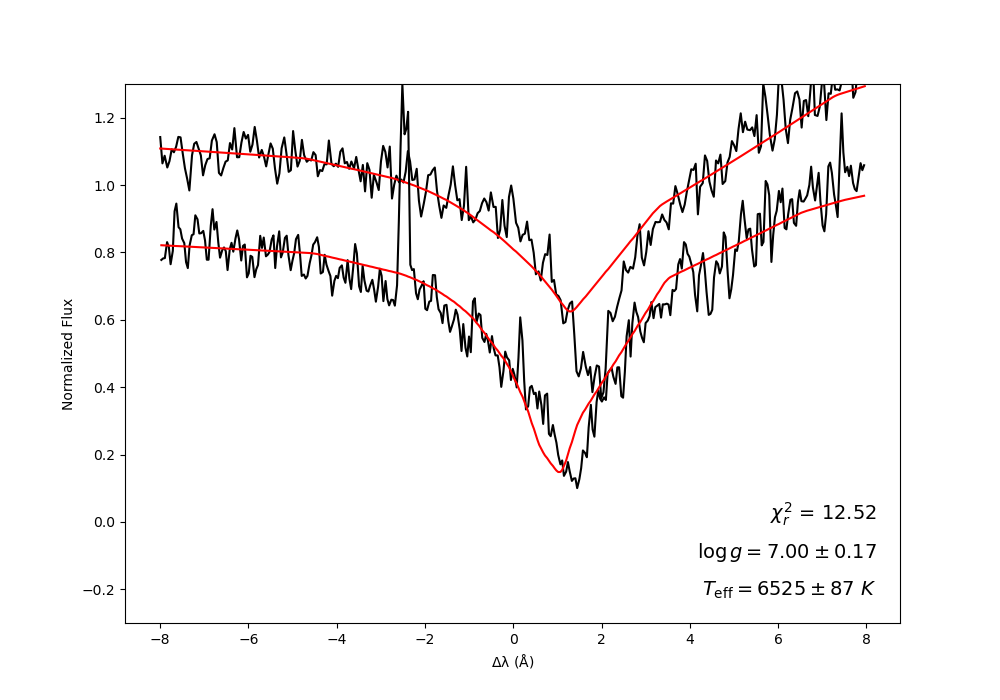 1.2
1.0
0.8
0.6
0.4
0.2
0.0
−0.2
Normalized Flux
−8 −6 −4 −2 0 2 4 6 8
Δλ (Å)
χ²ᵣ = 12.52
log g = 7.00 ± 0.17
T_eff = 6525 ± 87 K